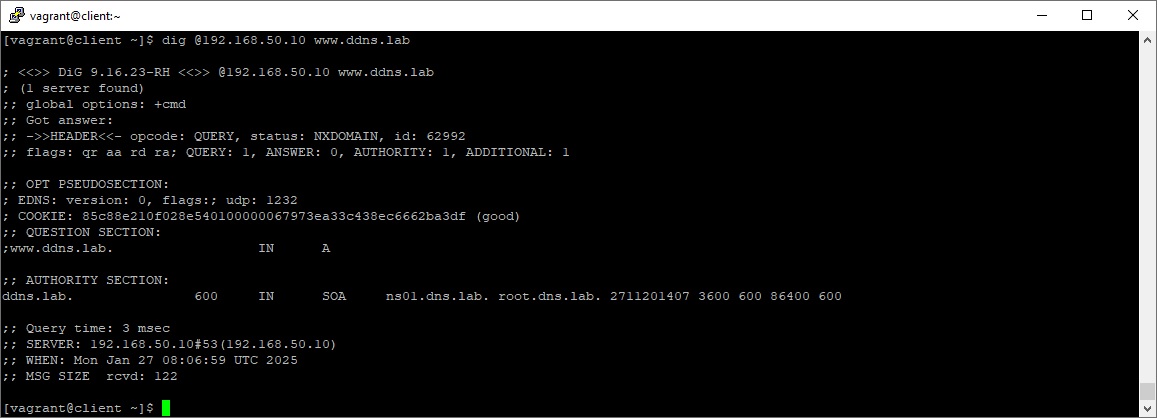 vagrant@client:~
[vagrant@client ~]$ dig @192.168.50.10 www.ddns.lab
; <<>> DiG 9.16.23-RH <<>> @192.168.50.10 www.ddns.lab
; (1 server found)
;; global options: +cmd
;; Got answer:
;; ->>HEADER<<- opcode: QUERY, status: NXDOMAIN, id: 62992
;; flags: qr aa rd ra; QUERY: 1, ANSWER: 0, AUTHORITY: 1, ADDITIONAL: 1
;; OPT PSEUDOSECTION:
; EDNS: version: 0, flags:; udp: 1232
; COOKIE: 85c88e210f028e540100000067973ea33c438ec6662ba3df (good)
;; QUESTION SECTION:
;www.ddns.lab. IN A
;; AUTHORITY SECTION:
ddns.lab. 600 IN SOA ns01.dns.lab. root.dns.lab. 2711201407 3600 600 86400 600
;; Query time: 3 msec
;; SERVER: 192.168.50.10#53(192.168.50.10)
;; WHEN: Mon Jan 27 08:06:59 UTC 2025
;; MSG SIZE rcvd: 122
[vagrant@client ~]$